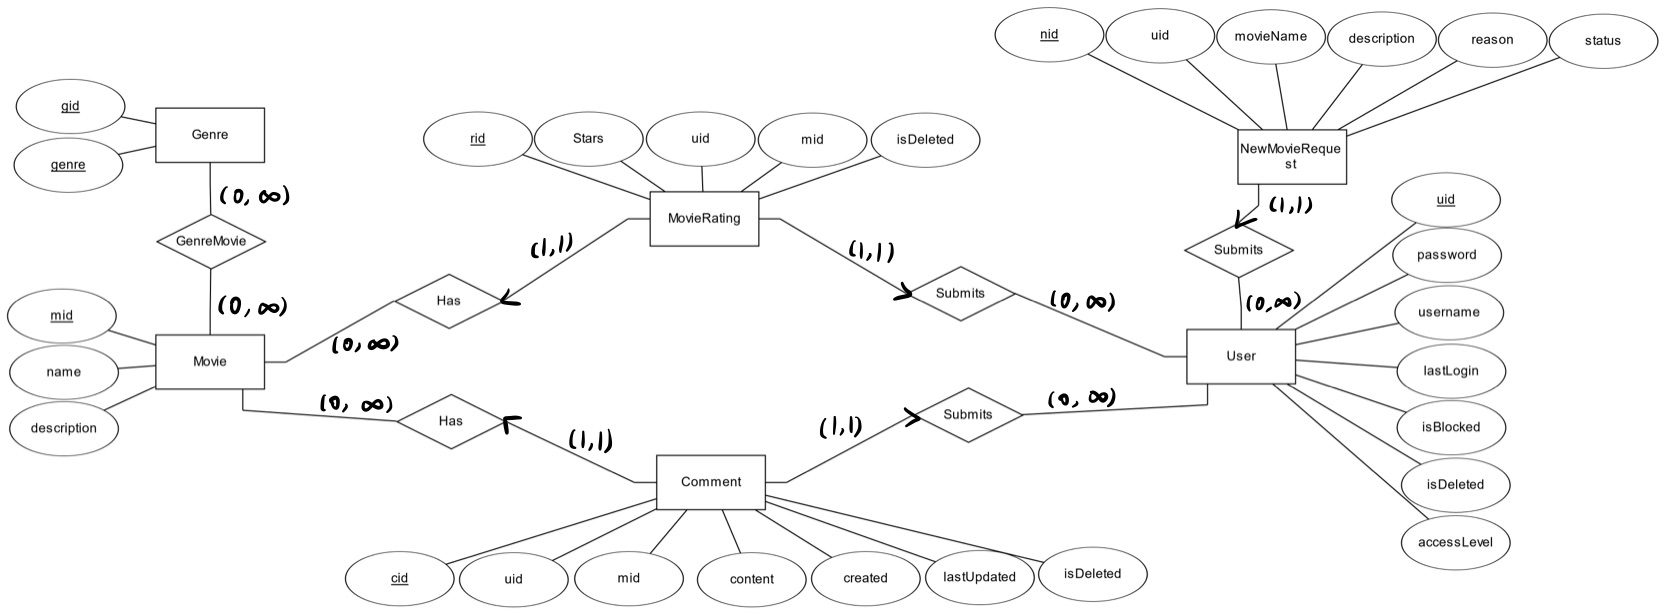 nid
uid
movieName
description
reason
status
gid
genre
Genre
rid
Stars
uid
mid
isDeleted
NewMovieReque
st
(0, ∞)
(1,1)
uid
MovieRating
GenreMovie
(1,1)
(1,1)
Submits
password
(0, ∞)
mid
Has
Submits
(0, ∞)
(0,∞)
username
(0, ∞)
Movie
User
name
lastLogin
description
(0, ∞)
Has
(1,1)
(1,1)
Submits
(0, ∞)
isBlocked
Comment
isDeleted
accessLevel
cid
uid
mid
content
created
lastUpdated
isDeleted